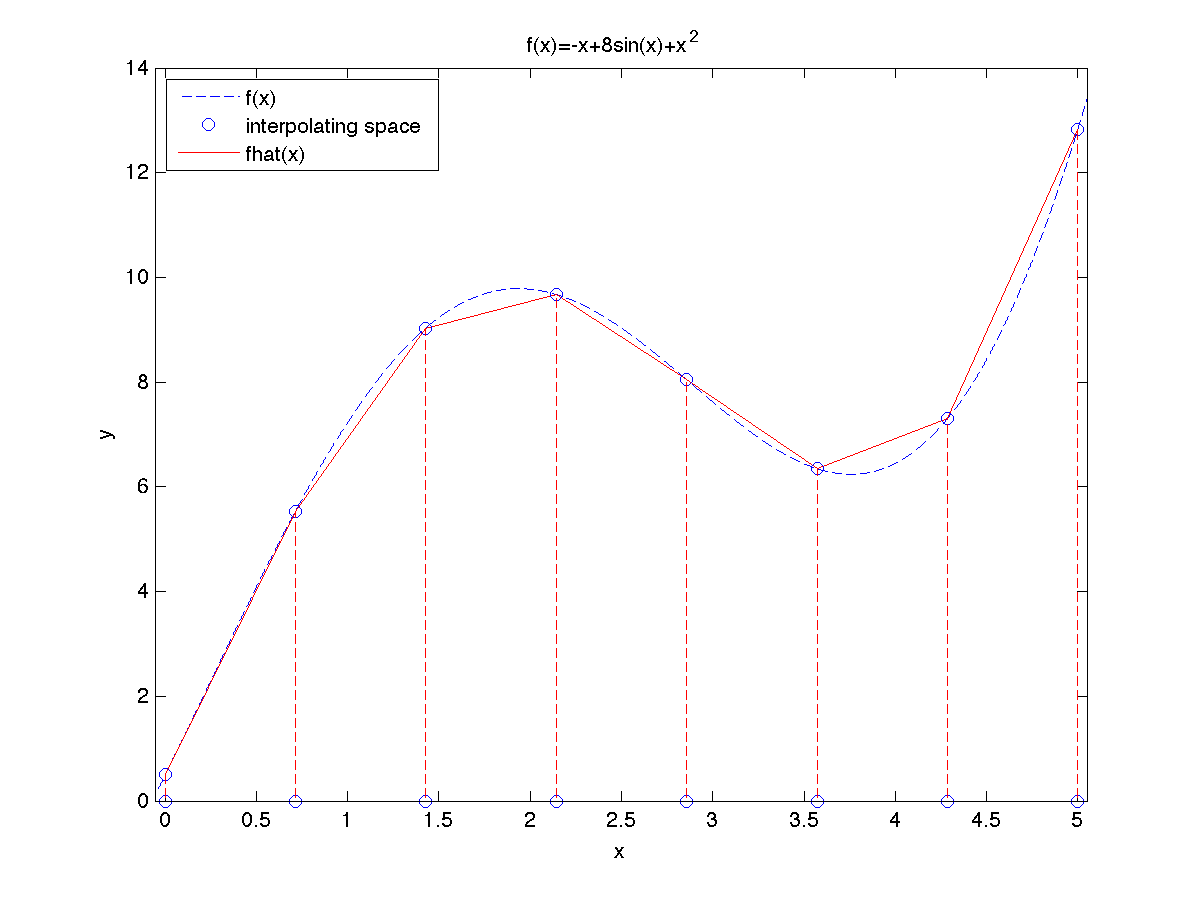 f(x)=-x+8sin(x)+x²
14
f(x)
interpolating space
fhat(x)
12
10
8
y
6
4
2
0
0 0.5 1 1.5 2 2.5 3 3.5 4 4.5 5
x